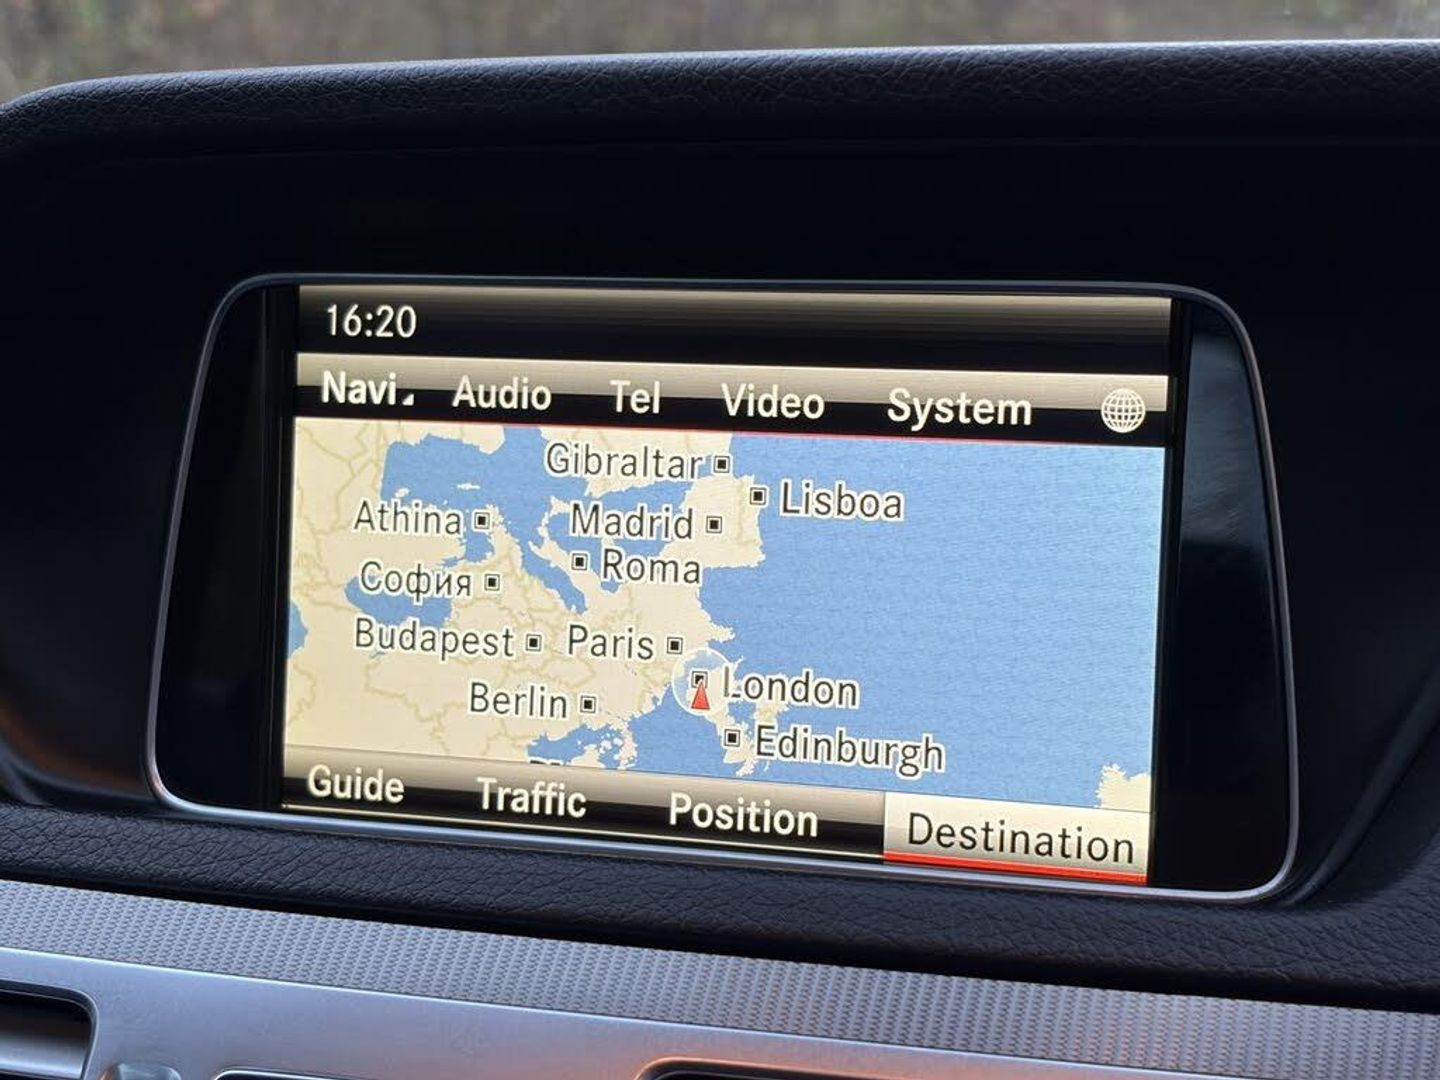 16:20
Navi Audio Tel Video System
Gibraltar
Lisboa
Athina
Madrid
Roma
София
Budapest
Paris
London
Berlin
Edinburgh
Guide Traffic Position Destination